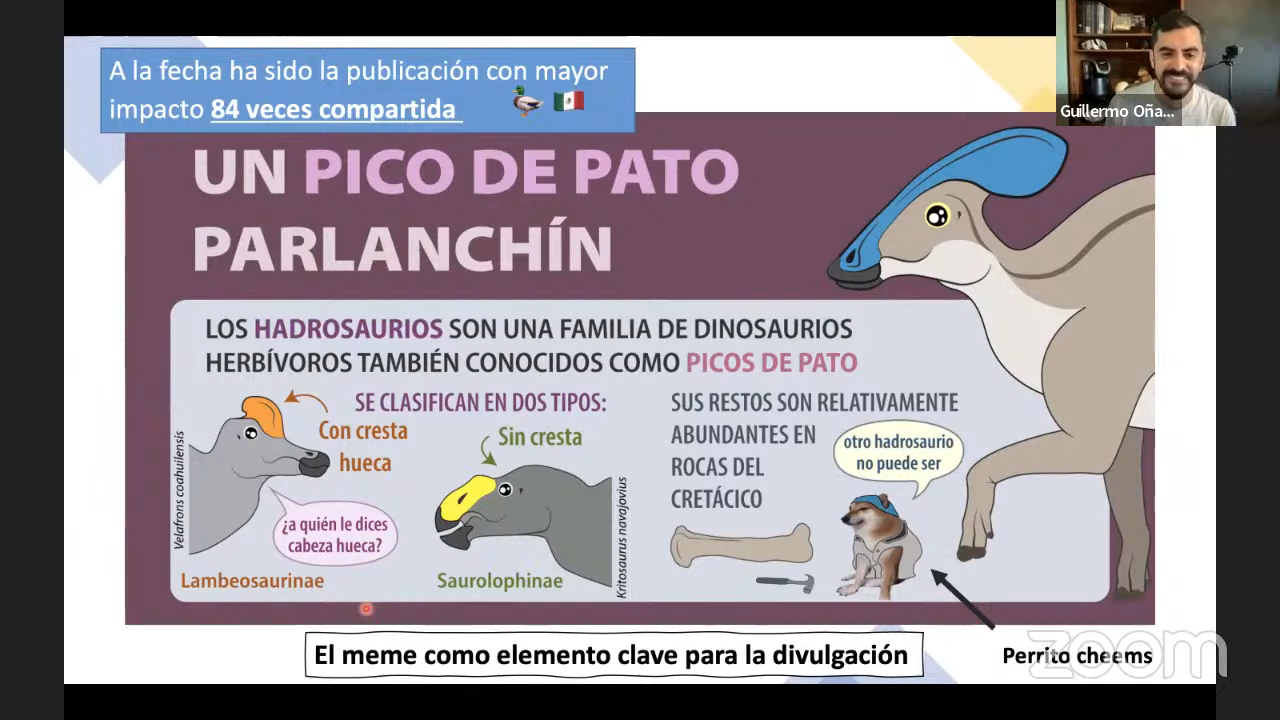 A la fecha ha sido la publicación con mayor
impacto 84 veces compartida
Guillermo Oña...
UN PICO DE PATO
PARLANCHÍN
LOS HADROSAURIOS SON UNA FAMILIA DE DINOSAURIOS
HERBÍVOROS TAMBIÉN CONOCIDOS COMO PICOS DE PATO
SE CLASIFICAN EN DOS TIPOS:
Con cresta
hueca
Sin cresta
Velafrons coahuilensis
¿a quién le dices
cabeza hueca?
Lambeosaurinae
Saurolophinae
Kritosaurus navajovius
SUS RESTOS SON RELATIVAMENTE
ABUNDANTES EN
ROCAS DEL
CRETÁCICO
otro hadrosaurio
no puede ser
El meme como elemento clave para la divulgación
Perrito cheems
zoom